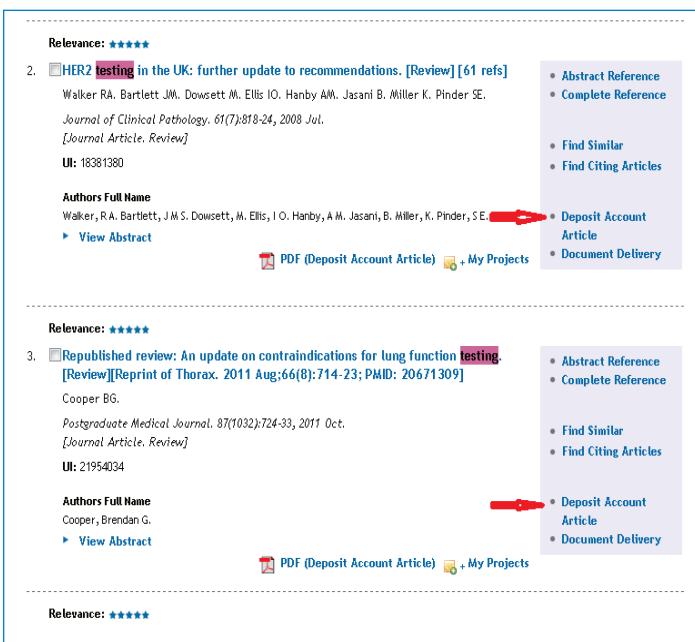 Relevance: ★★★★★
2. HER2 testing in the UK: further update to recommendations. [Review] [61 refs]
Walker RA. Bartlett JM. Dowsett M. Ellis IO. Hanby AM. Jasani B. Miller K. Pinder SE.
Journal of Clinical Pathology. 61(7):818-24, 2008 Jul.
[Journal Article. Review]
UI: 18381380
Authors Full Name
Walker, R A. Bartlett, J M S. Dowsett, M. Ellis, I O. Hanby, A M. Jasani, B. Miller, K. Pinder, S E.
View Abstract
PDF (Deposit Account Article) + My Projects
Abstract Reference
Complete Reference
Find Similar
Find Citing Articles
Deposit Account
Article
Document Delivery
Relevance: ★★★★★
3. Republished review: An update on contraindications for lung function testing.
[Review][Reprint of Thorax. 2011 Aug;66(8):714-23; PMID: 20671309]
Cooper BG.
Postgraduate Medical Journal. 87(1032):724-33, 2011 Oct.
[Journal Article. Review]
UI: 21954034
Authors Full Name
Cooper, Brendan G.
View Abstract
PDF (Deposit Account Article) + My Projects
Abstract Reference
Complete Reference
Find Similar
Find Citing Articles
Deposit Account
Article
Document Delivery
Relevance: ★★★★★